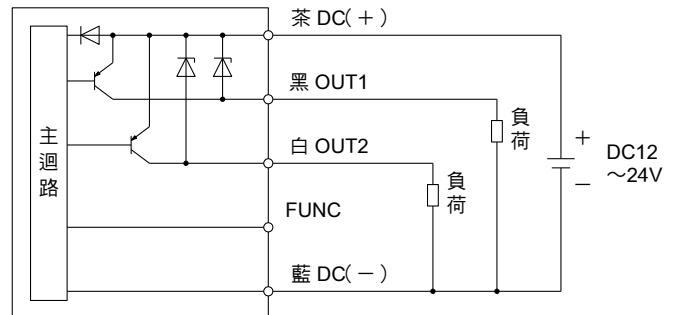 茶 DC(+)
黑 OUT1
負荷
主迴路
白 OUT2
負荷
+
DC12
～24V
−
FUNC
藍 DC(−)